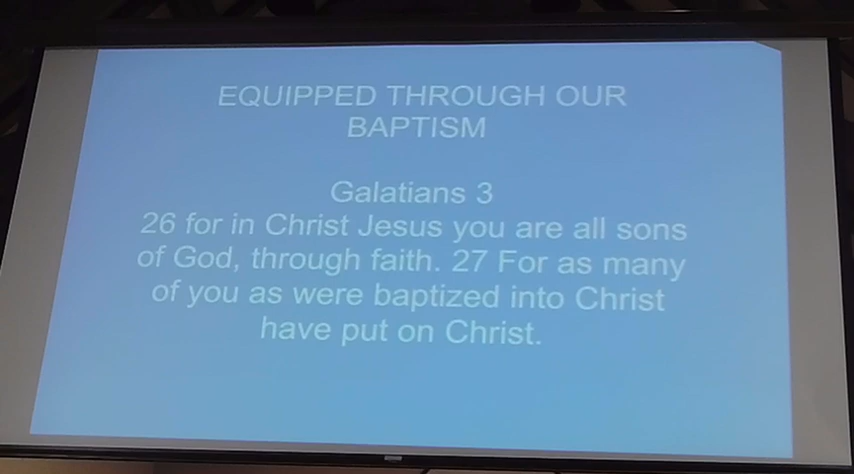 EQUIPPED THROUGH OUR
BAPTISM
Galatians 3
26 for in Christ Jesus you are all sons
of God, through faith. 27 For as many
of you as were baptized into Christ
have put on Christ.